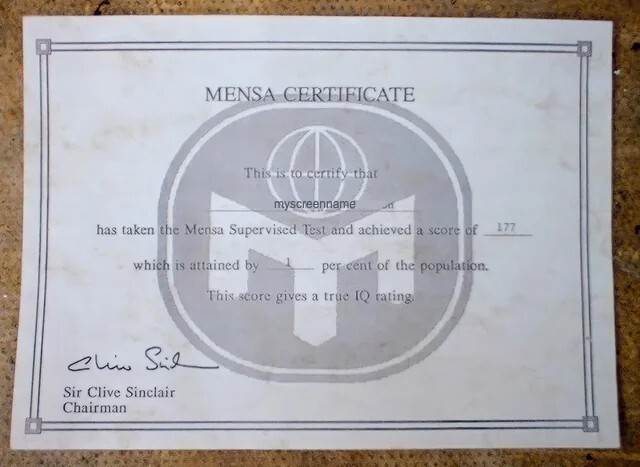 MENSA CERTIFICATE
This is to certify that
myscreenname
has taken the Mensa Supervised Test and achieved a score of 177
which is attained by 1 per cent of the population.
This score gives a true IQ rating.
Clive Sinclair
Sir Clive Sinclair
Chairman